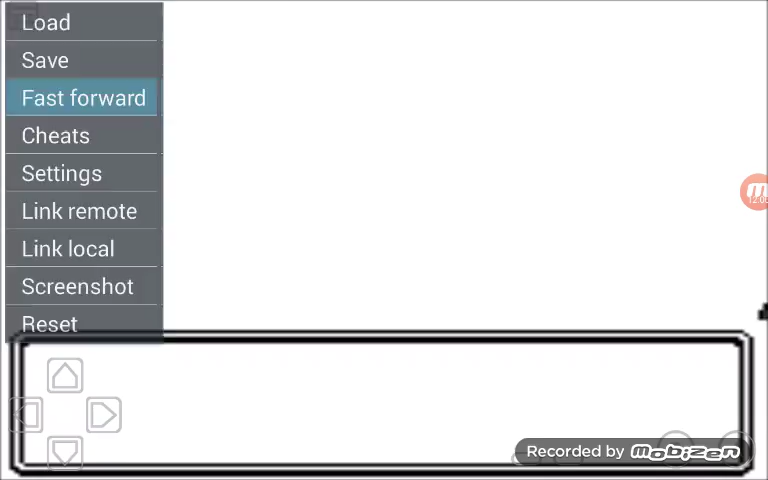 Load
Save
Fast forward
Cheats
Settings
Link remote
Link local
Screenshot
Reset
Recorded by mobizen